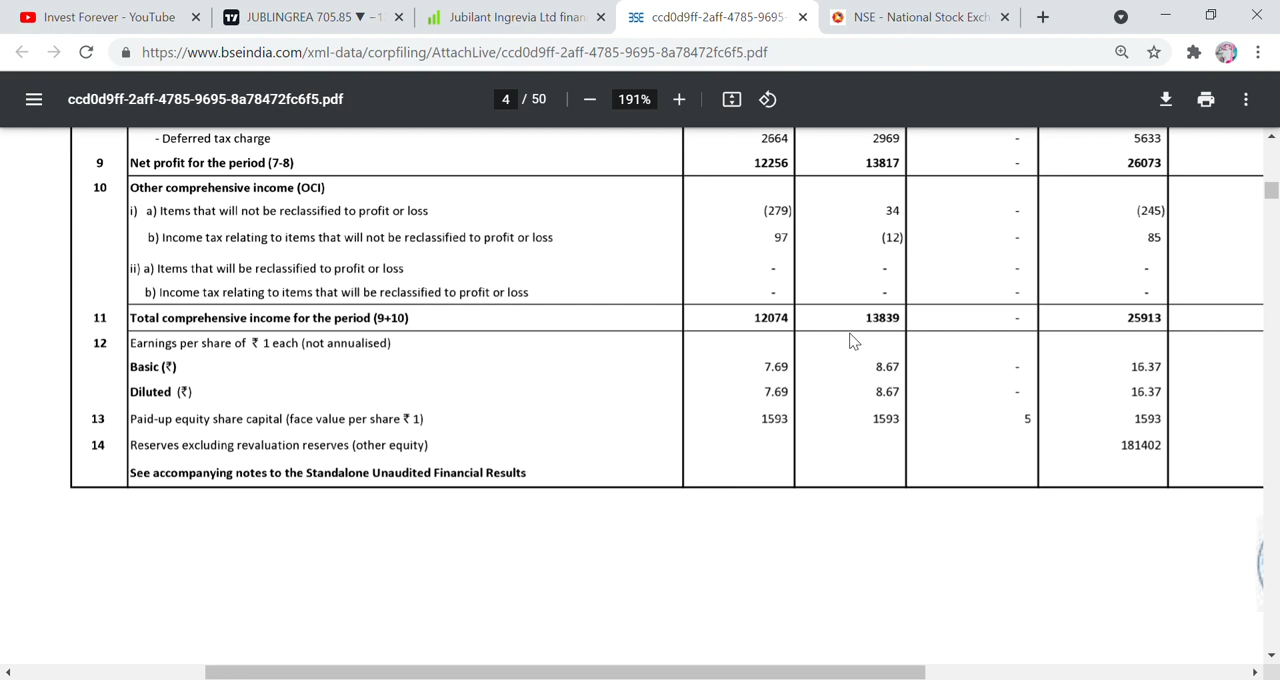 Invest Forever - YouTube
JUBLINGREA 705.85 ▼ −1
Jubilant Ingrevia Ltd finan
ccd0d9ff-2aff-4785-9695-
NSE - National Stock Exch
https://www.bseindia.com/xml-data/corpfiling/AttachLive/ccd0d9ff-2aff-4785-9695-8a78472fc6f5.pdf
ccd0d9ff-2aff-4785-9695-8a78472fc6f5.pdf 4 / 50 191%
- Deferred tax charge 2664 2969 - 5633
9 Net profit for the period (7-8) 12256 13817 - 26073
10 Other comprehensive income (OCI)
i) a) Items that will not be reclassified to profit or loss (279) 34 - (245)
b) Income tax relating to items that will not be reclassified to profit or loss 97 (12) - 85
ii) a) Items that will be reclassified to profit or loss - - - -
b) Income tax relating to items that will be reclassified to profit or loss - - - -
11 Total comprehensive income for the period (9+10) 12074 13839 - 25913
12 Earnings per share of ₹ 1 each (not annualised)
Basic (₹) 7.69 8.67 - 16.37
Diluted (₹) 7.69 8.67 - 16.37
13 Paid-up equity share capital (face value per share ₹ 1) 1593 1593 5 1593
14 Reserves excluding revaluation reserves (other equity) 181402
See accompanying notes to the Standalone Unaudited Financial Results